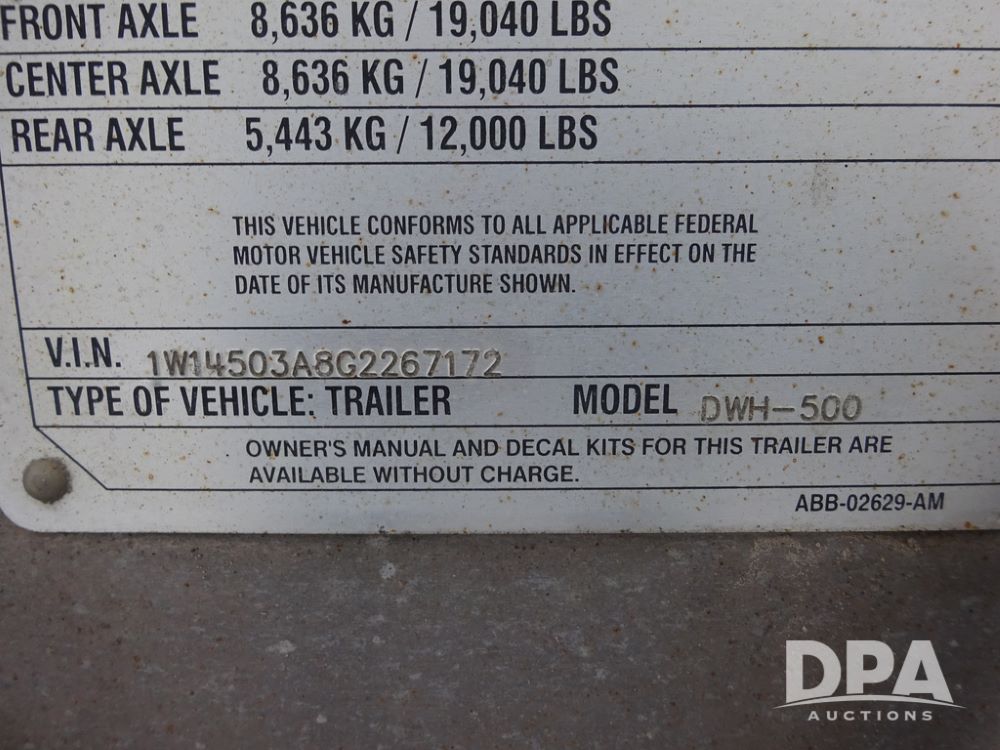 FRONT AXLE 8,636 KG / 19,040 LBS
CENTER AXLE 8,636 KG / 19,040 LBS
REAR AXLE 5,443 KG / 12,000 LBS
THIS VEHICLE CONFORMS TO ALL APPLICABLE FEDERAL
MOTOR VEHICLE SAFETY STANDARDS IN EFFECT ON THE
DATE OF ITS MANUFACTURE SHOWN.
V.I.N. 1W14503A8G2267172
TYPE OF VEHICLE: TRAILER MODEL DWH-500
OWNER'S MANUAL AND DECAL KITS FOR THIS TRAILER ARE
AVAILABLE WITHOUT CHARGE.
ABB-02629-AM
DPA
AUCTIONS